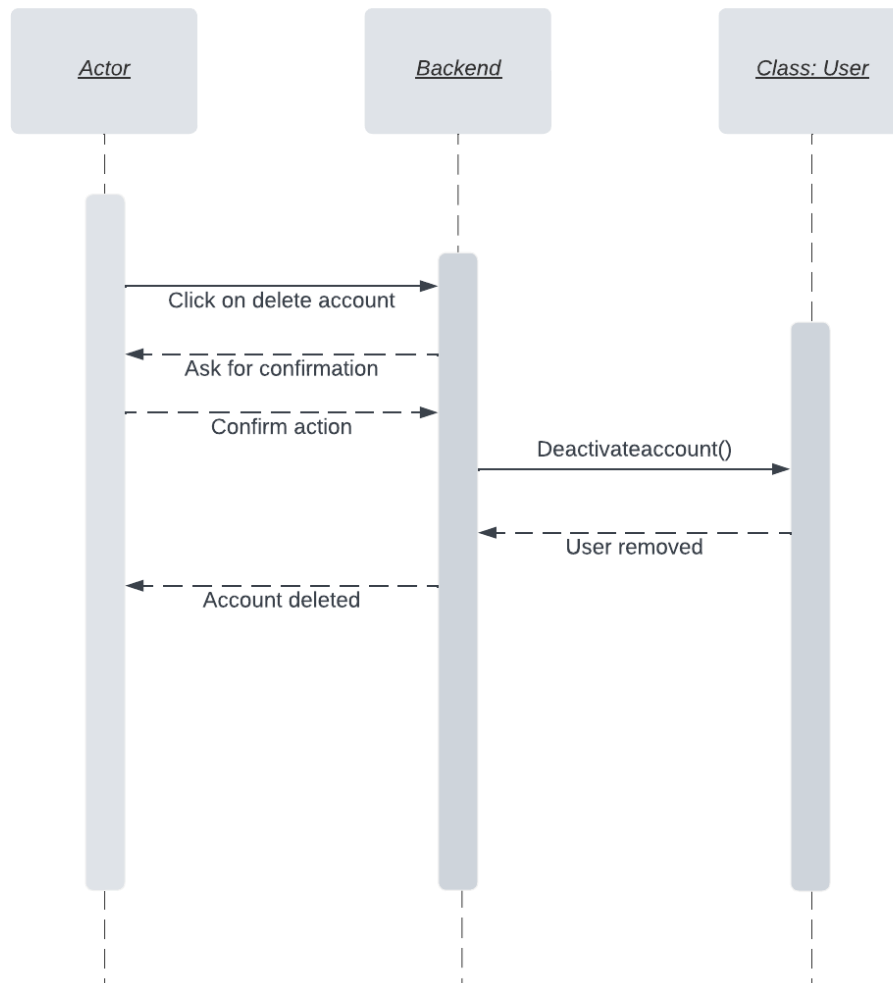 Actor
Backend
Class: User
Click on delete account
Ask for confirmation
Confirm action
Deactivateaccount()
User removed
Account deleted